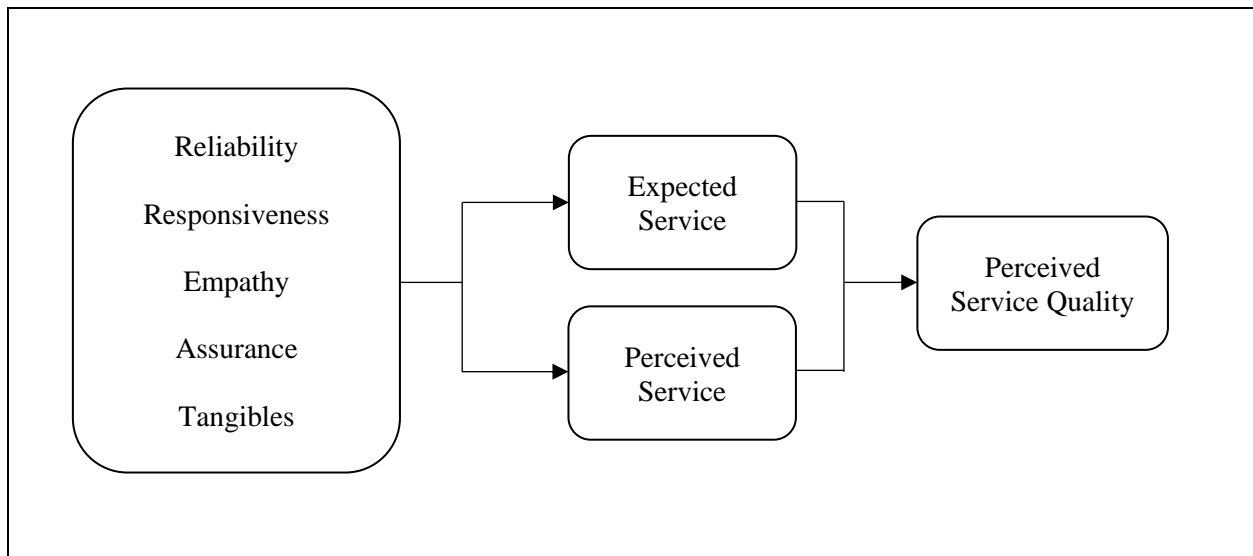 Reliability
Responsiveness
Empathy
Assurance
Tangibles
Expected
Service
Perceived
Service
Perceived
Service Quality